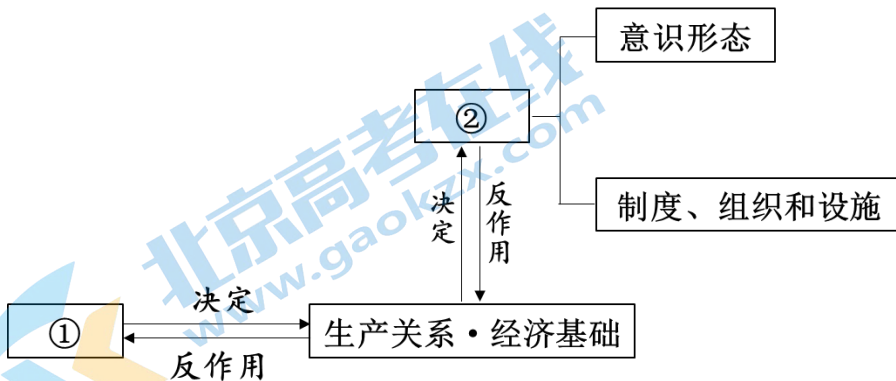 意识形态
②
制度、组织和设施
决定
反作用
决定
①
生产关系·经济基础
反作用
北京高考在线
www.gaokzx.com